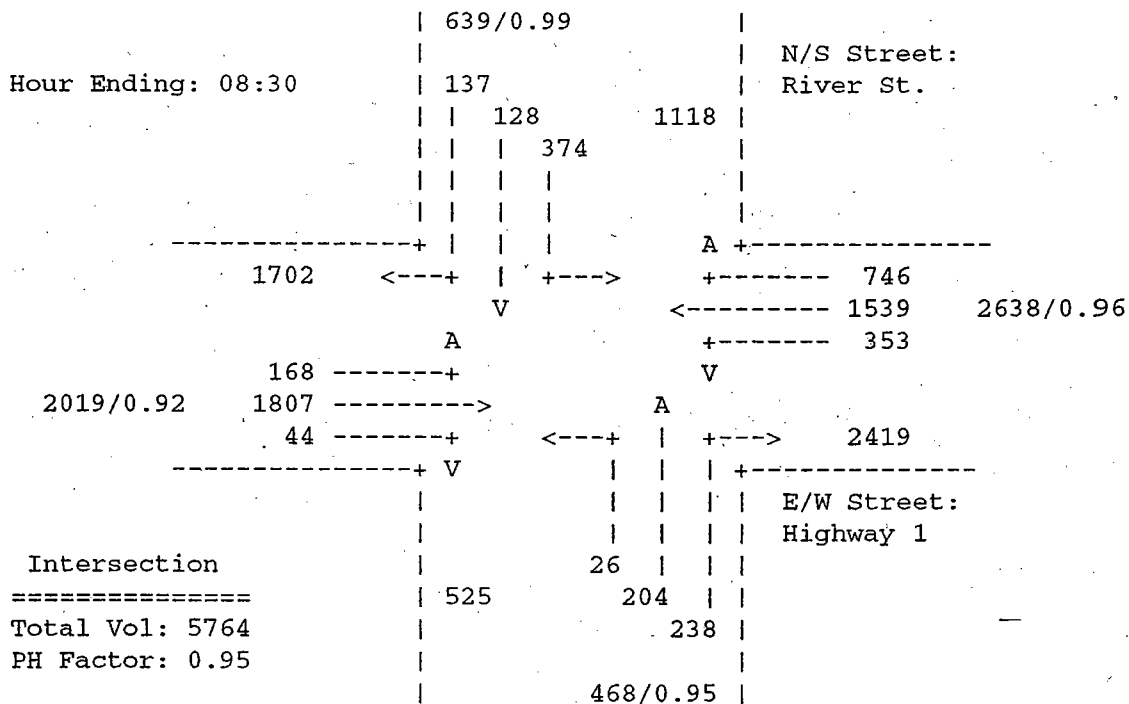 639/0.99
N/S Street:
Hour Ending: 08:30 137 River St.
128 1118
374
1702 746
1539 2638/0.96
353
168
2019/0.92 1807
44 2419
E/W Street:
Highway 1
Intersection 26
525 204
Total Vol: 5764 238
PH Factor: 0.95
468/0.95